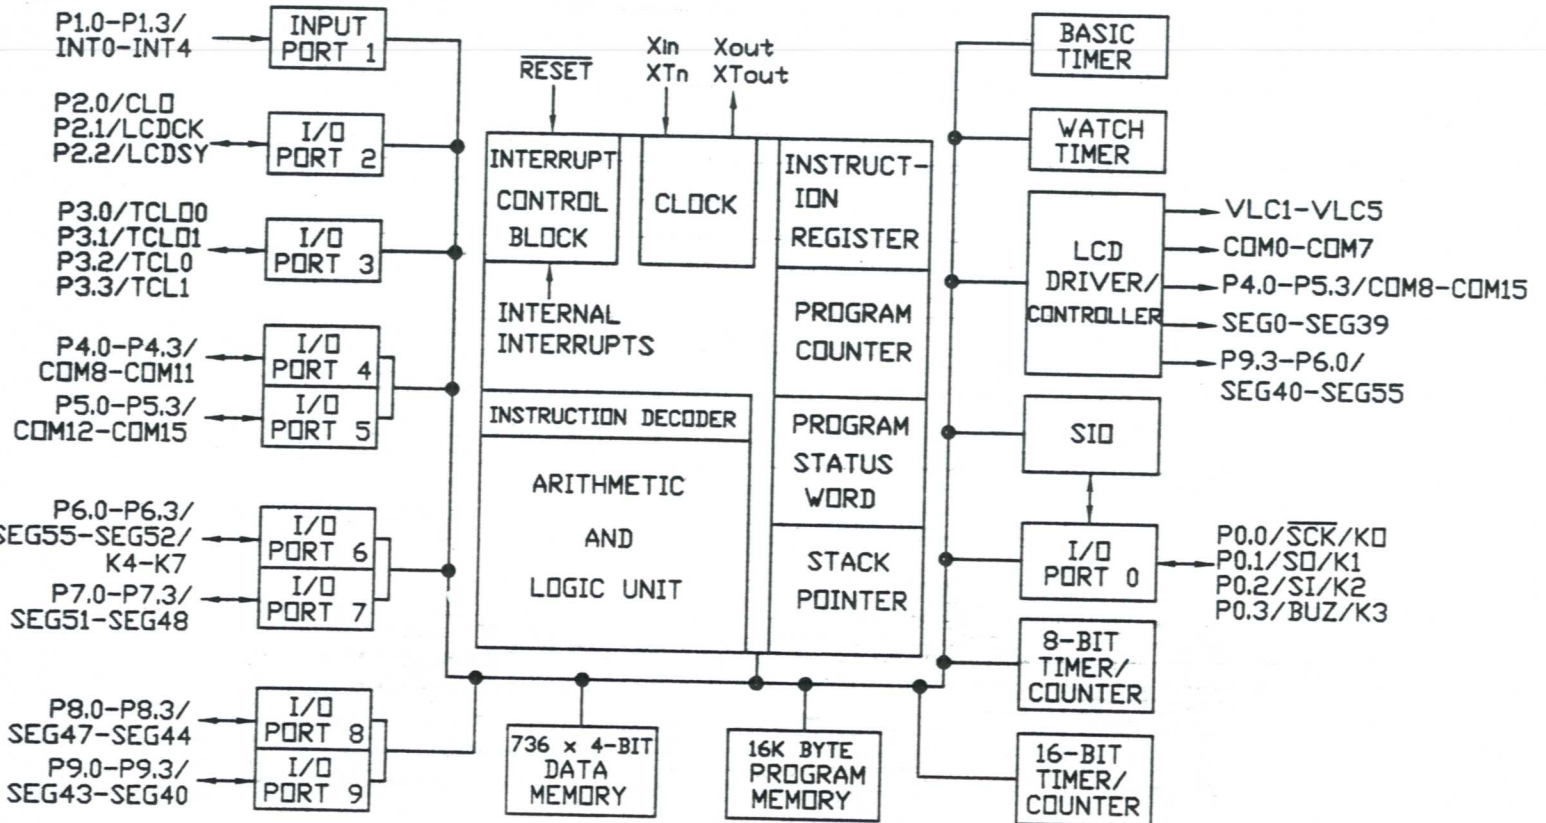 P1.0-P1.3/
INT0-INT4
INPUT
PORT 1
P2.0/CLO
P2.1/LCDCK
P2.2/LCDSY
I/O
PORT 2
P3.0/TCLO0
P3.1/TCLO1
P3.2/TCL0
P3.3/TCL1
I/O
PORT 3
P4.0-P4.3/
COM8-COM11
I/O
PORT 4
P5.0-P5.3/
COM12-COM15
I/O
PORT 5
P6.0-P6.3/
SEG55-SEG52/
K4-K7
I/O
PORT 6
P7.0-P7.3/
SEG51-SEG48
I/O
PORT 7
P8.0-P8.3/
SEG47-SEG44
I/O
PORT 8
P9.0-P9.3/
SEG43-SEG40
I/O
PORT 9
RESET
Xin Xout
XTn XTout
INTERRUPT
CONTROL
BLOCK
CLOCK
INTERNAL
INTERRUPTS
INSTRUCTION DECODER
ARITHMETIC
AND
LOGIC UNIT
INSTRUCT-
ION
REGISTER
PROGRAM
COUNTER
PROGRAM
STATUS
WORD
STACK
POINTER
736 x 4-BIT
DATA
MEMORY
16K BYTE
PROGRAM
MEMORY
BASIC
TIMER
WATCH
TIMER
LCD
DRIVER/
CONTROLLER
VLC1-VLC5
COM0-COM7
P4.0-P5.3/COM8-COM15
SEG0-SEG39
P9.3-P6.0/
SEG40-SEG55
SIO
I/O
PORT 0
P0.0/SCK/K0
P0.1/SO/K1
P0.2/SI/K2
P0.3/BUZ/K3
8-BIT
TIMER/
COUNTER
16-BIT
TIMER/
COUNTER